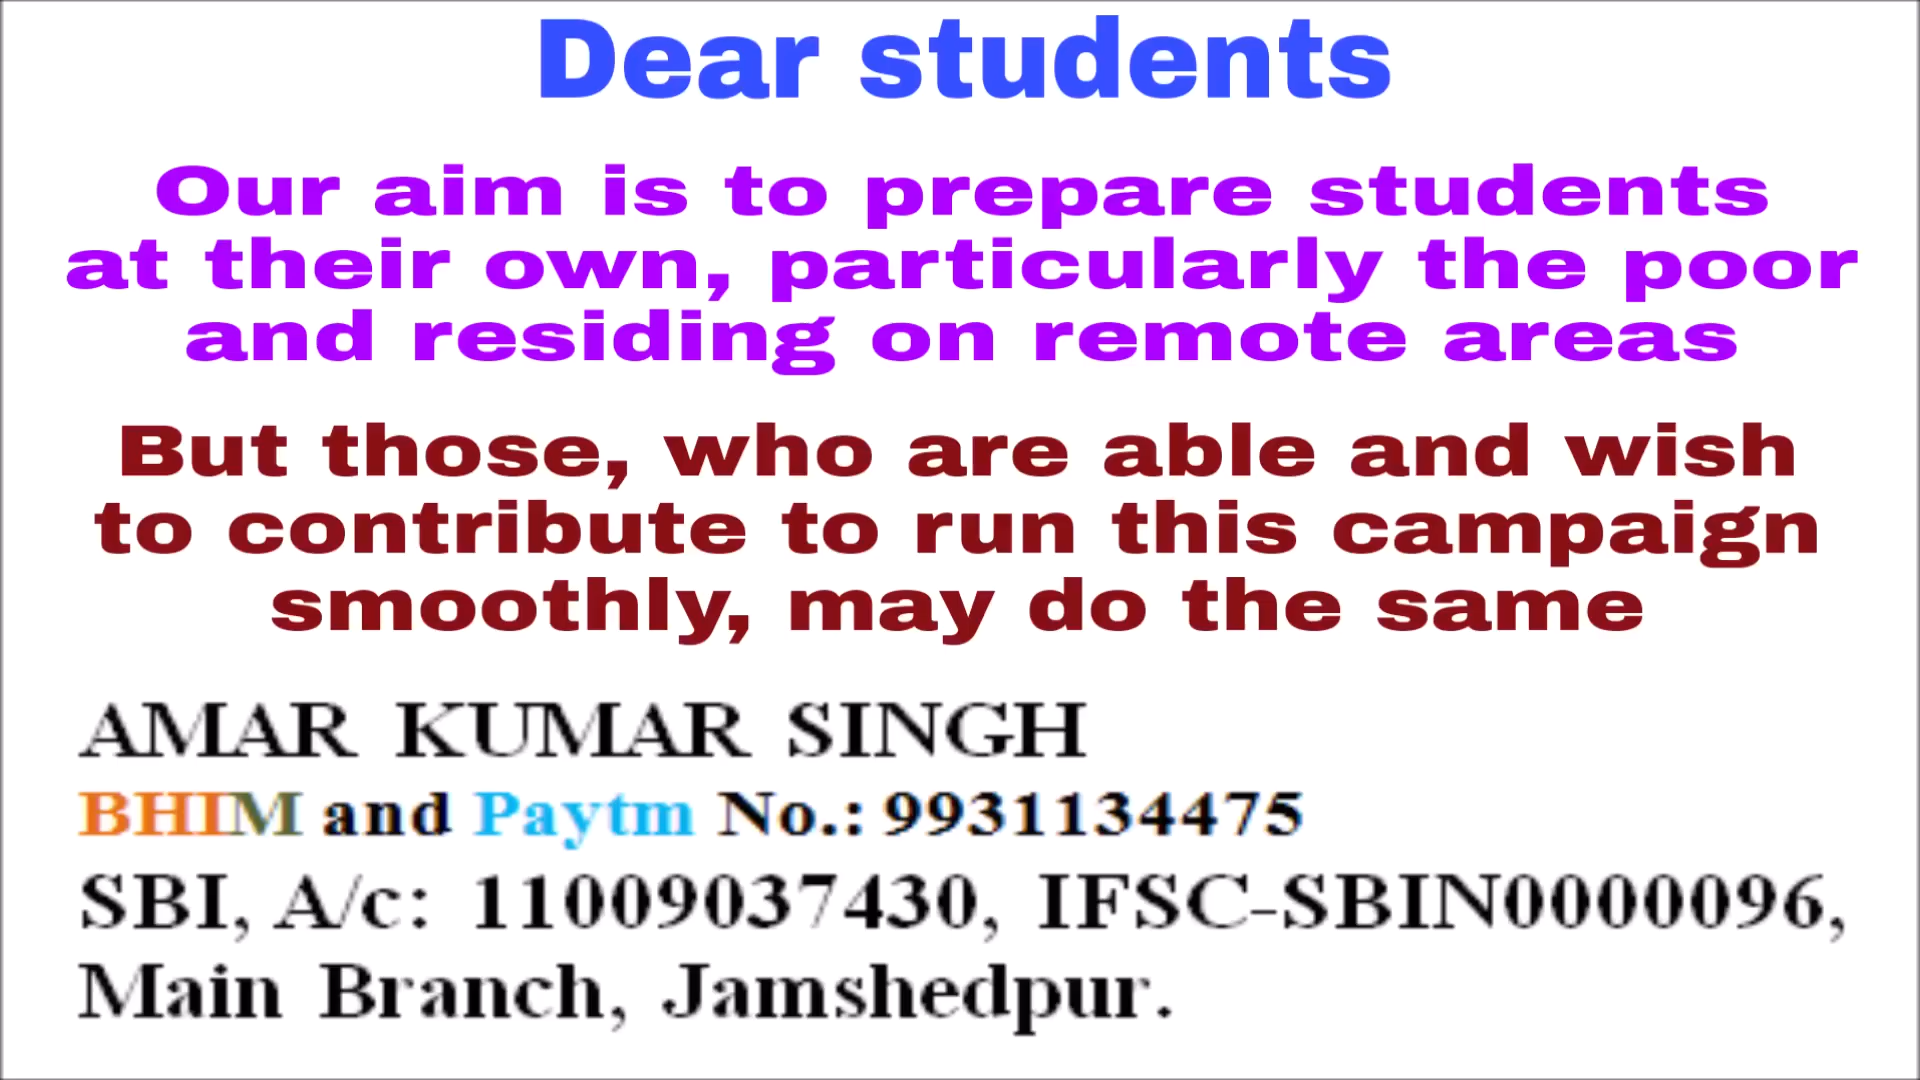 Dear students
Our aim is to prepare students
at their own, particularly the poor
and residing on remote areas
But those, who are able and wish
to contribute to run this campaign
smoothly, may do the same
AMAR KUMAR SINGH
BHIM and Paytm No.: 9931134475
SBI, A/c: 11009037430, IFSC-SBIN0000096,
Main Branch, Jamshedpur.